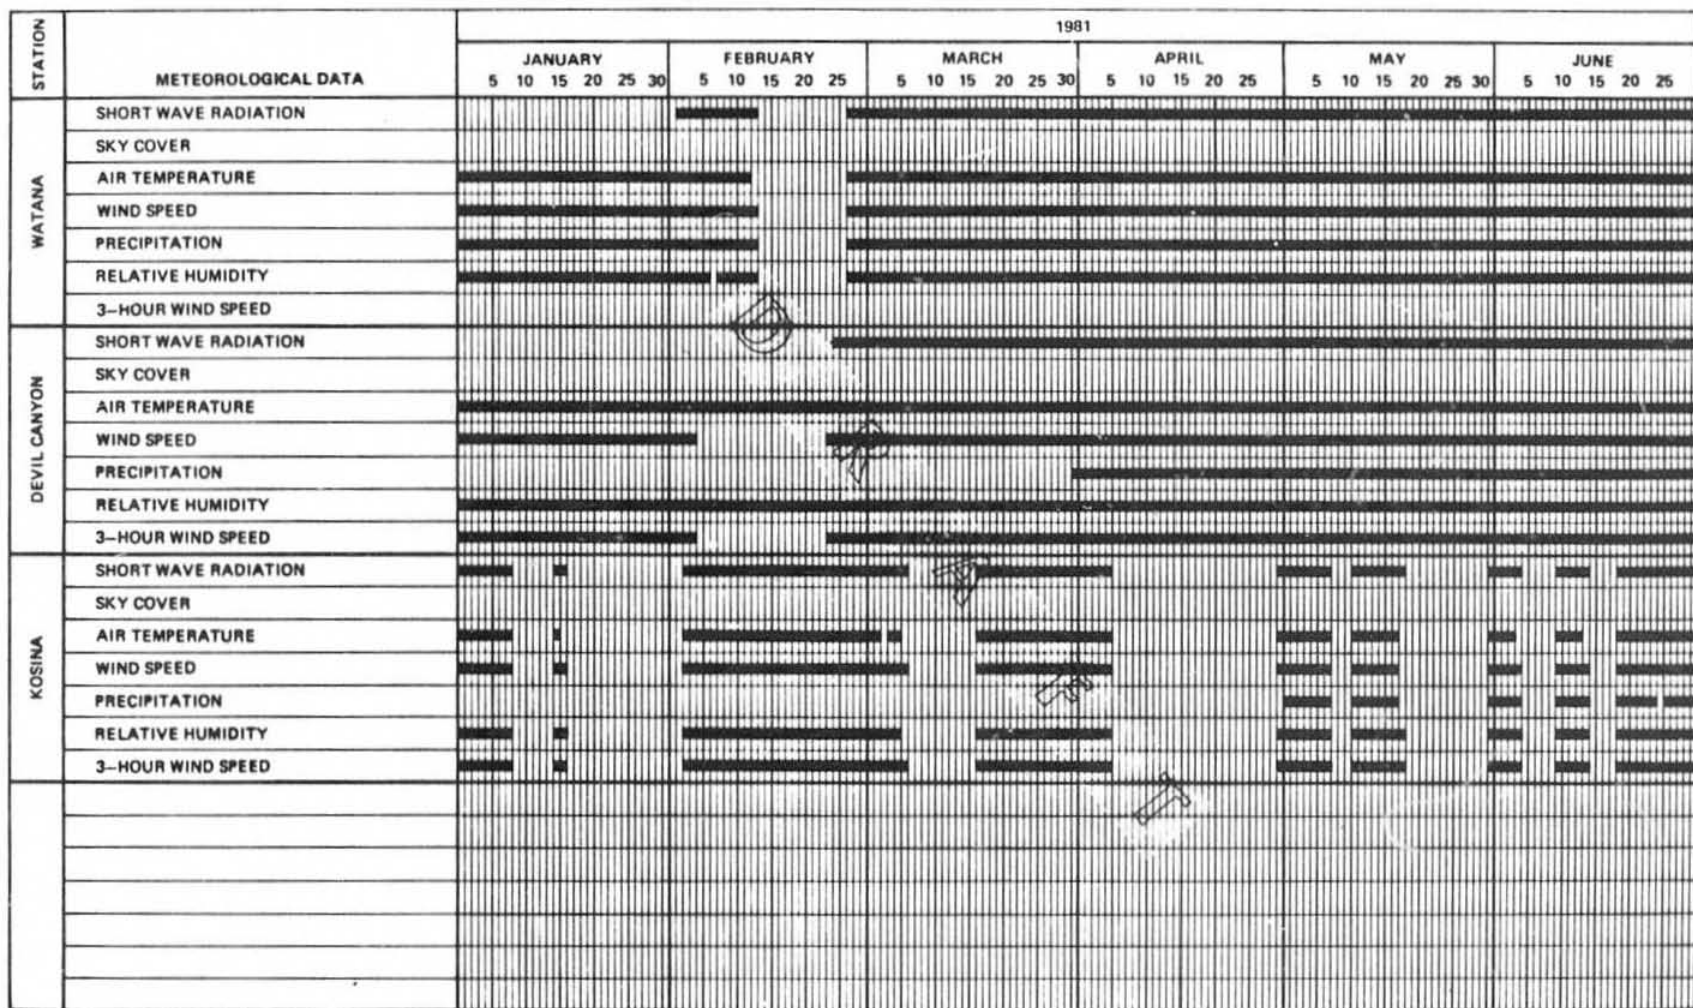 1981
STATION METEOROLOGICAL DATA JANUARY FEBRUARY MARCH APRIL MAY JUNE
5 10 15 20 25 30 5 10 15 20 25 5 10 15 20 25 30 5 10 15 20 25 5 10 15 20 25 30 5 10 15 20 25
WATANA
SHORT WAVE RADIATION
SKY COVER
AIR TEMPERATURE
WIND SPEED
PRECIPITATION
RELATIVE HUMIDITY
3-HOUR WIND SPEED
DEVIL CANYON
SHORT WAVE RADIATION
SKY COVER
AIR TEMPERATURE
WIND SPEED
PRECIPITATION
RELATIVE HUMIDITY
3-HOUR WIND SPEED
KOSINA
SHORT WAVE RADIATION
SKY COVER
AIR TEMPERATURE
WIND SPEED
PRECIPITATION
RELATIVE HUMIDITY
3-HOUR WIND SPEED
DRAFT